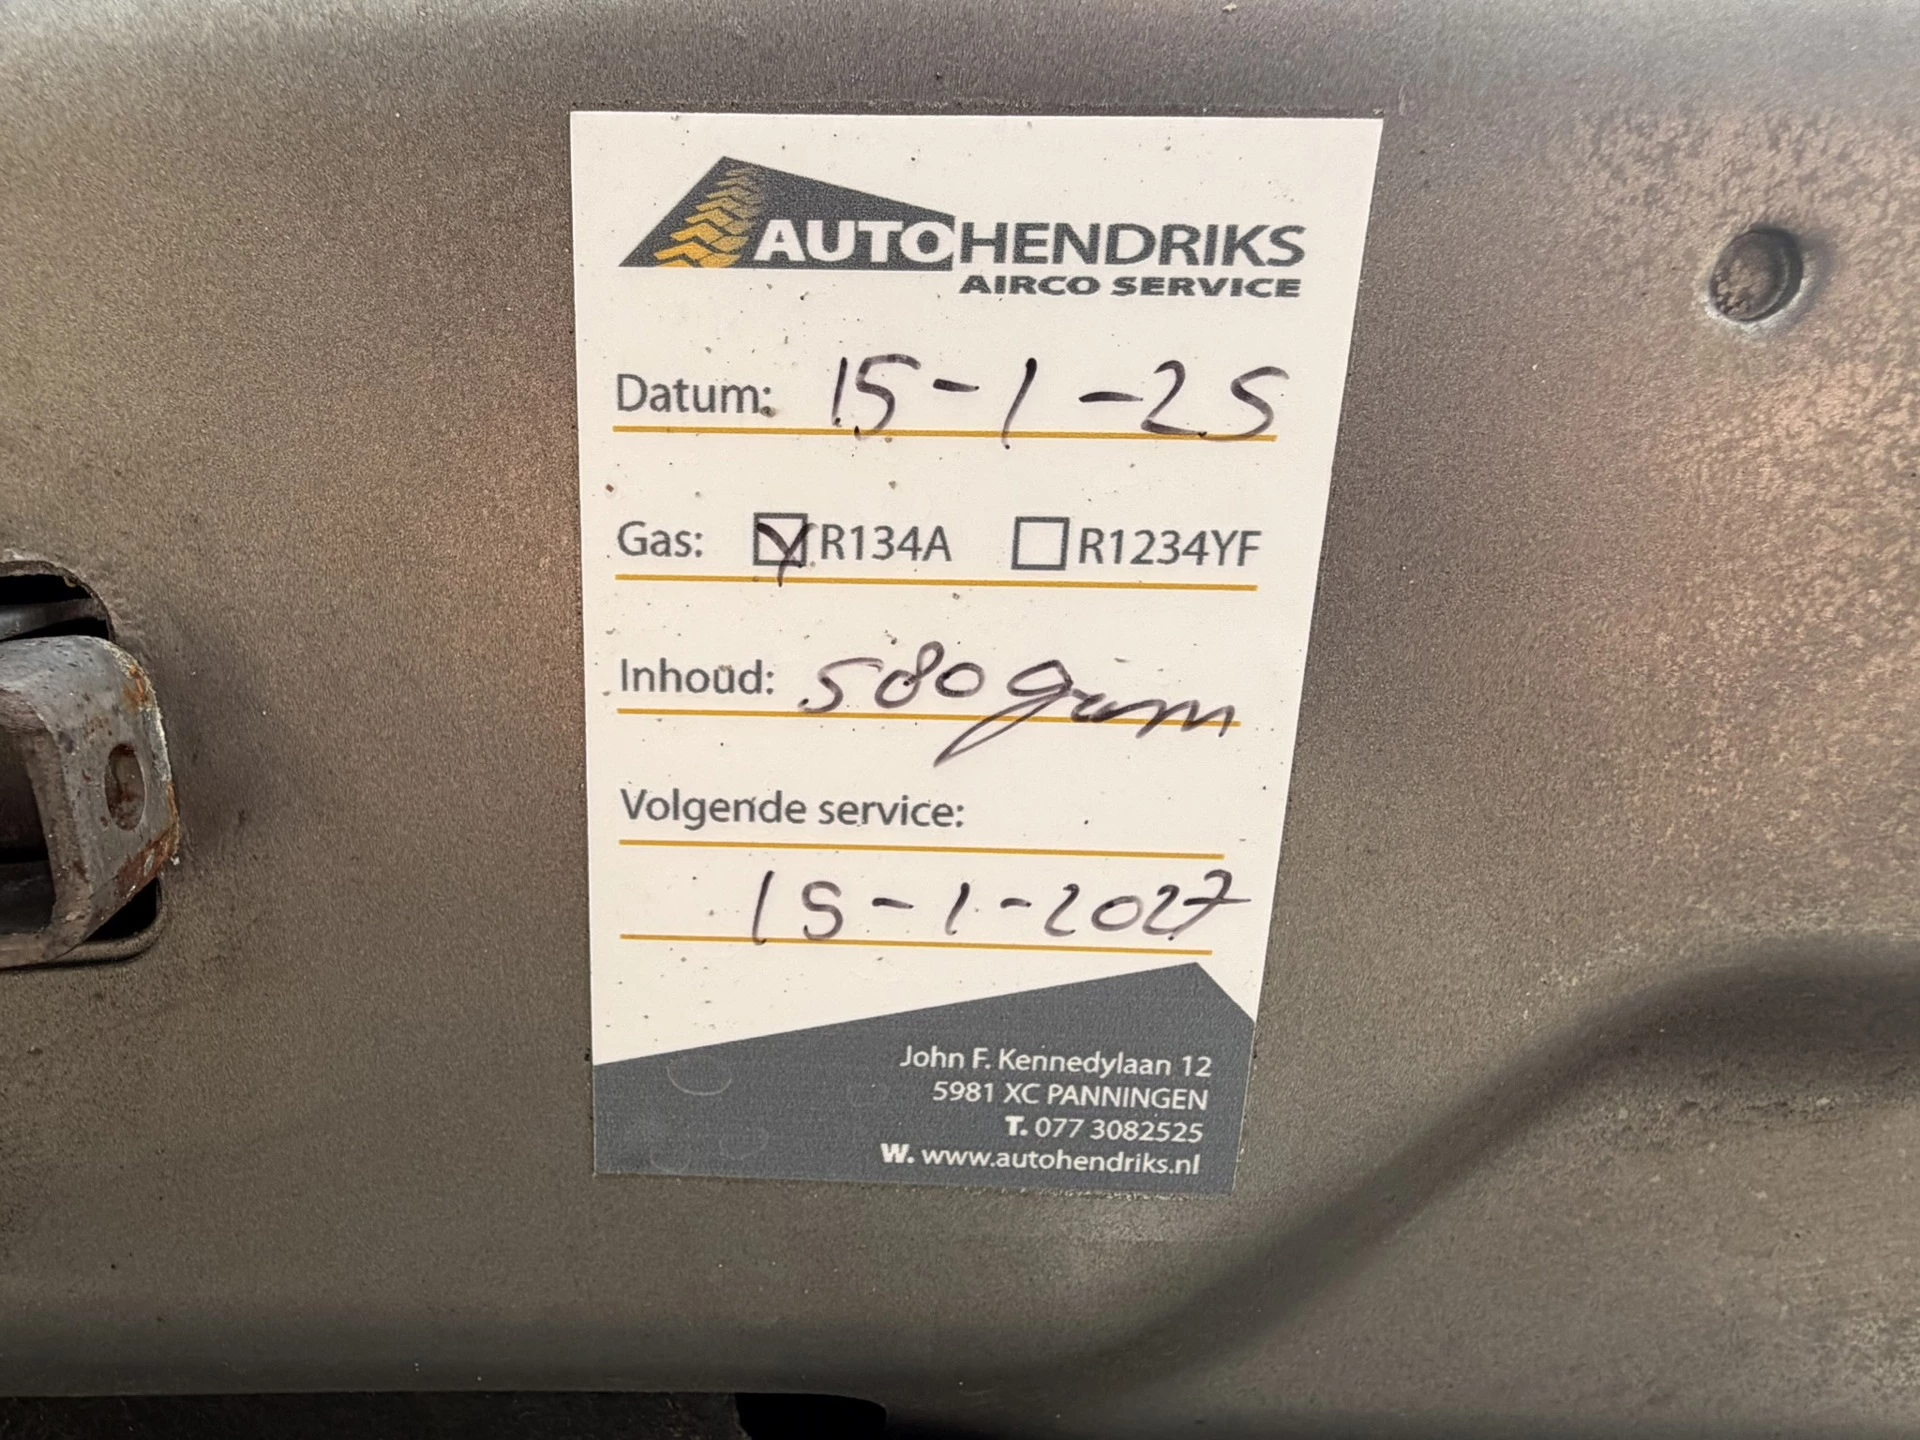 AUTOHENDRIKS
AIRCO SERVICE
Datum: 15-1-25
Gas: R134A R1234YF
Inhoud: 580 gram
Volgende service:
15-1-2027
John F. Kennedylaan 12
5981 XC PANNINGEN
T. 077 3082525
W. www.autohendriks.nl